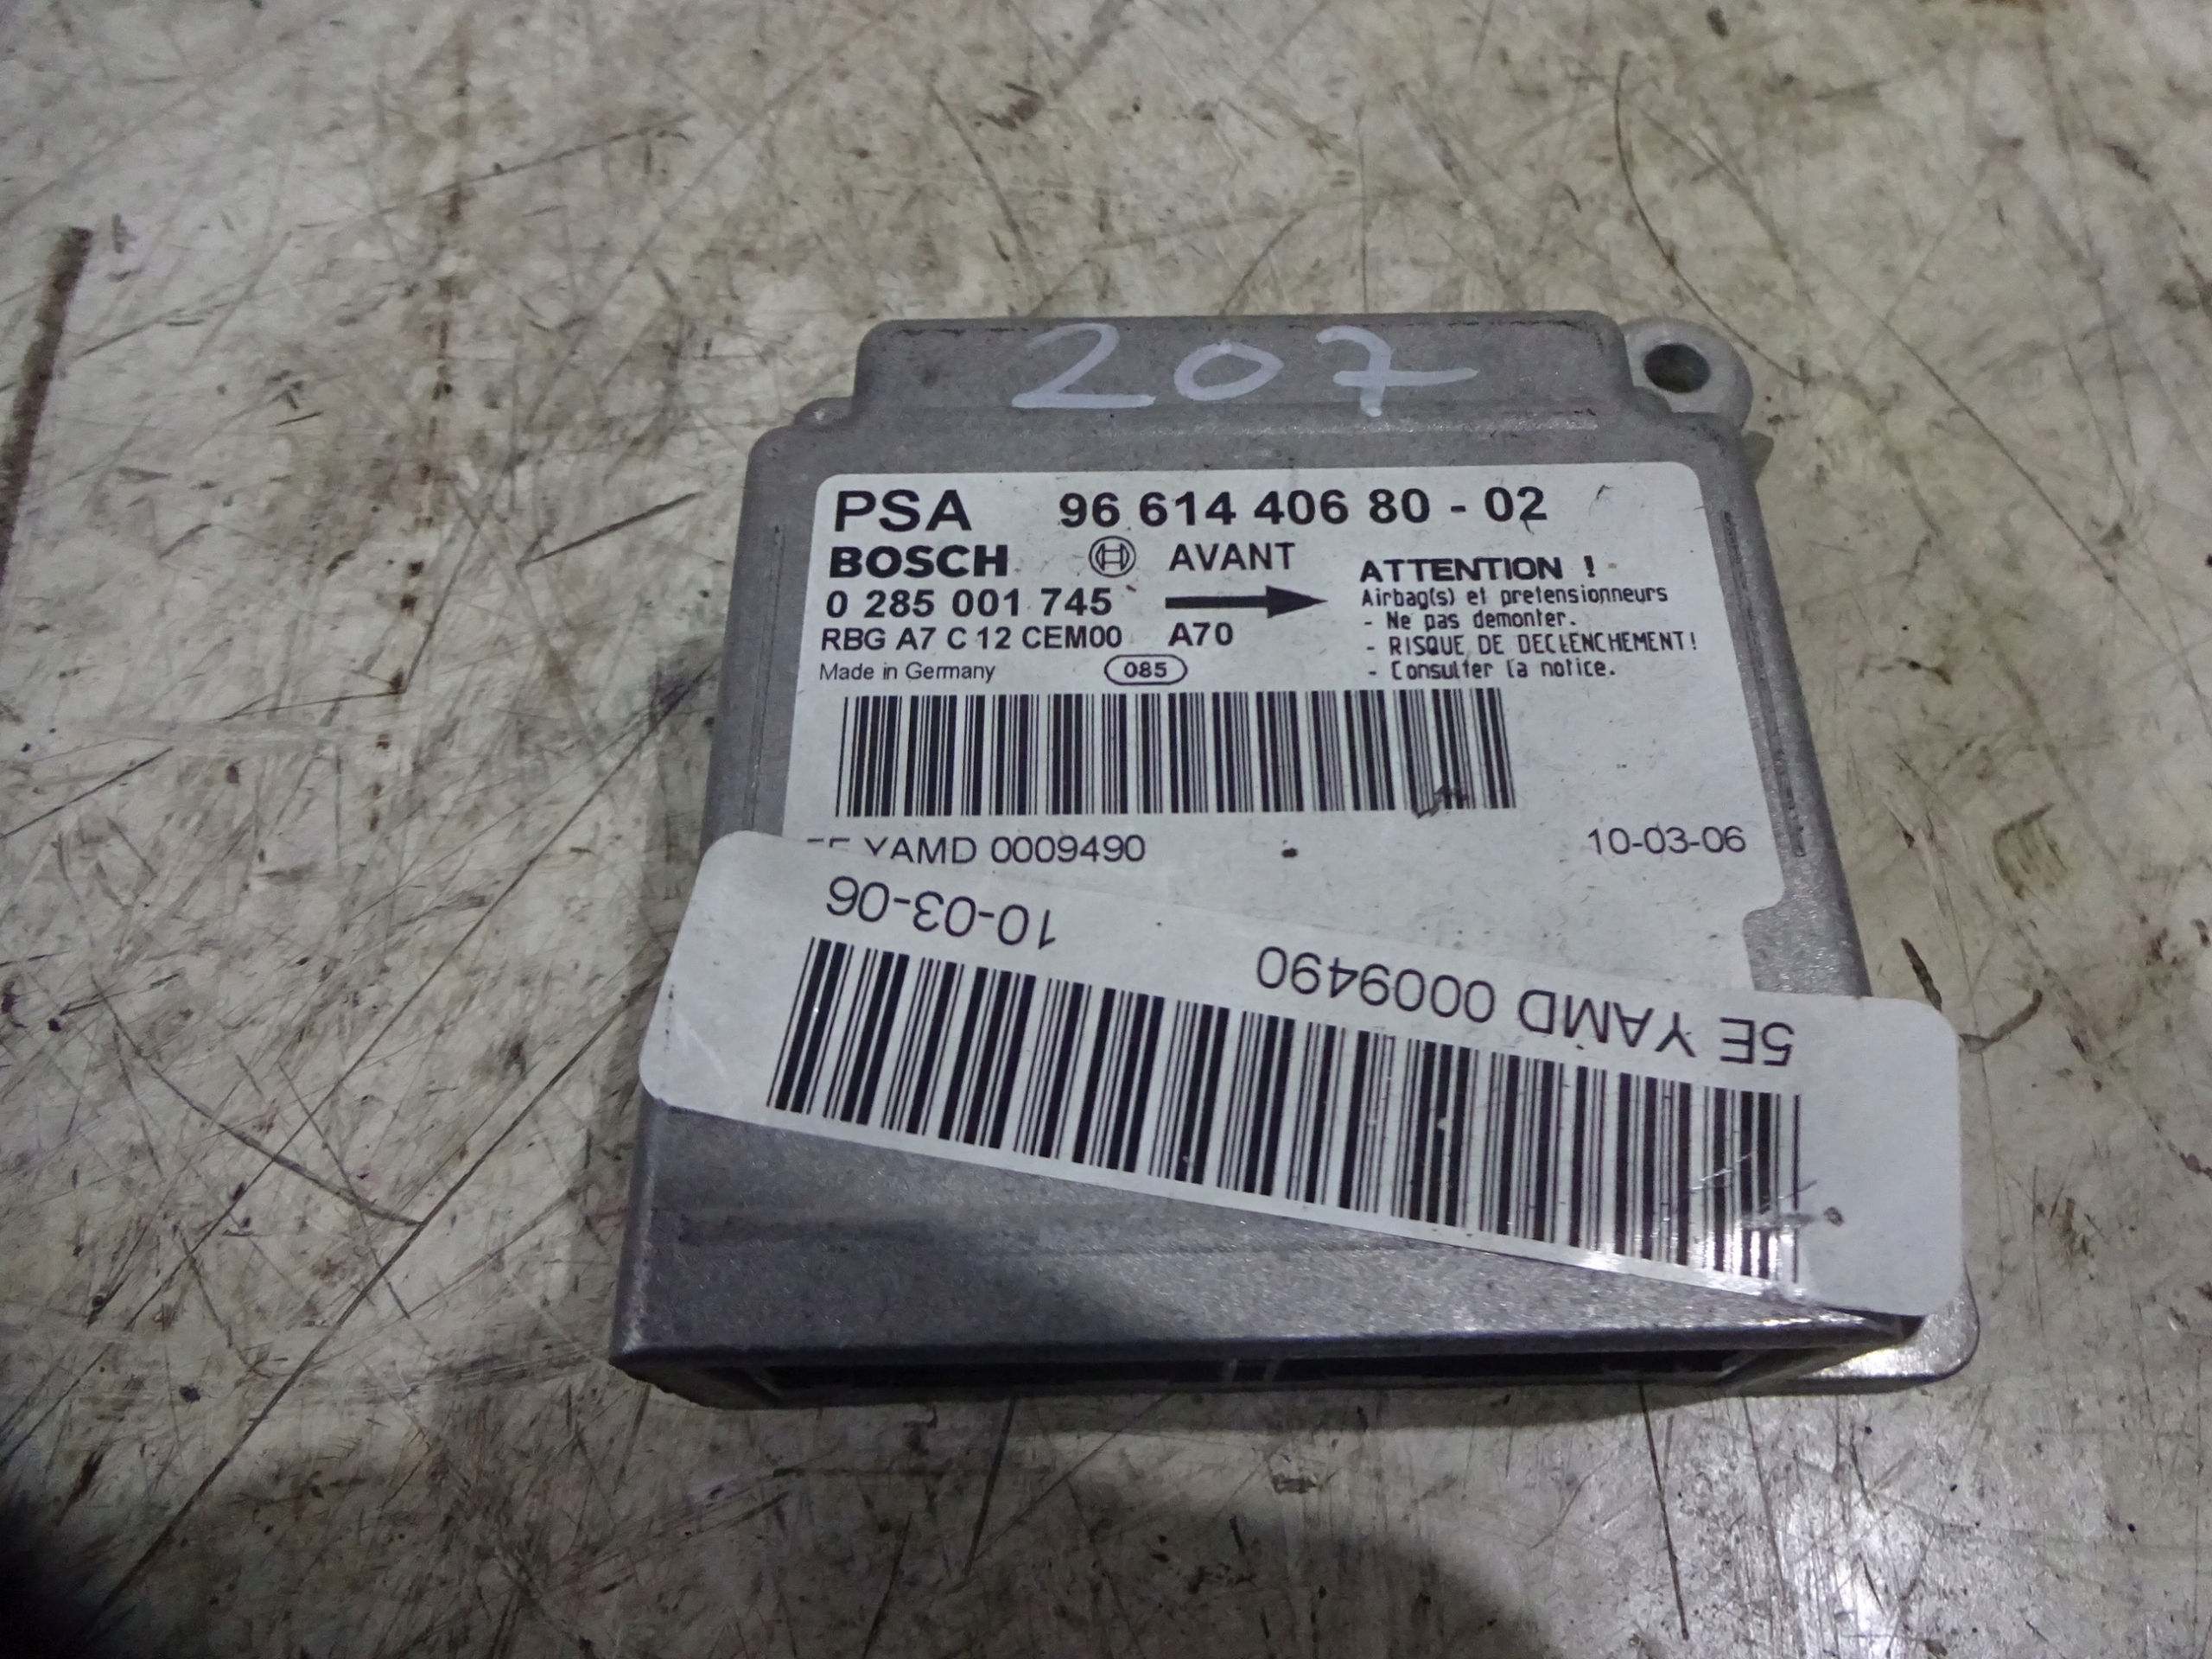 207
PSA 96 614 406 80 - 02
BOSCH AVANT
0 285 001 745
RBG A7 C 12 CEM00 A70
Made in Germany 085
ATTENTION !
Airbag(s) et pretensionneurs
- Ne pas demonter.
- RISQUE DE DECLENCHEMENT!
- Consulter la notice.
YAMD 0009490 10-03-06
5E YAMD 0009490 10-03-06